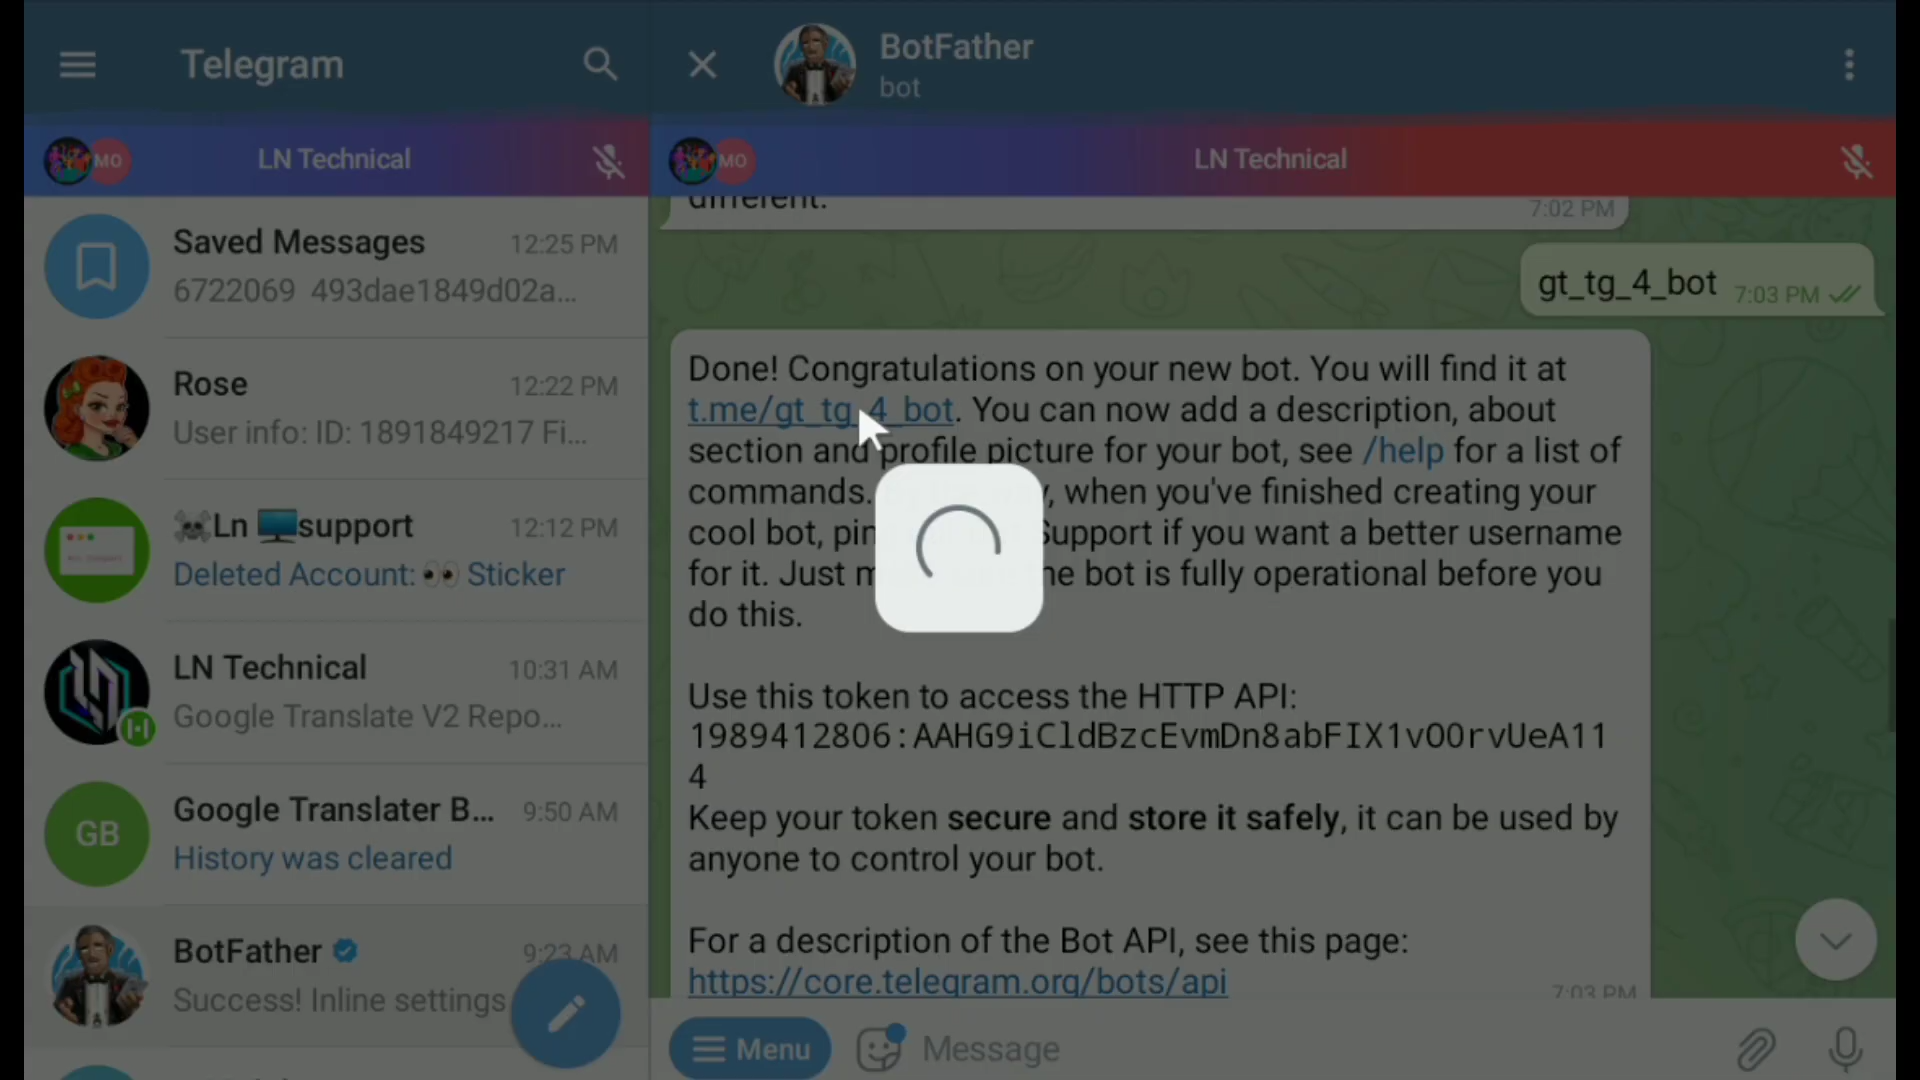 Telegram
BotFather
bot
MO
LN Technical
MO
LN Technical
Saved Messages 12:25 PM
6722069 493dae1849d02a...
Rose 12:22 PM
User info: ID: 1891849217 Fi...
☠Ln 🖥support 12:12 PM
Deleted Account: 👀 Sticker
LN Technical 10:31 AM
Google Translate V2 Repo...
GB
Google Translater B... 9:50 AM
History was cleared
BotFather 9:23 AM
Success! Inline settings
different.
7:02 PM
gt_tg_4_bot 7:03 PM
Done! Congratulations on your new bot. You will find it at
t.me/gt_tg_4_bot. You can now add a description, about
section and profile picture for your bot, see /help for a list of
commands. when you've finished creating your
cool bot, Support if you want a better username
for it. Just the bot is fully operational before you
do this.
Use this token to access the HTTP API:
1989412806:AAHG9iCldBzcEvmDn8abFIX1vO0rvUeA11
4
Keep your token secure and store it safely, it can be used by
anyone to control your bot.
For a description of the Bot API, see this page:
https://core.telegram.org/bots/api
7:03 PM
Menu
Message